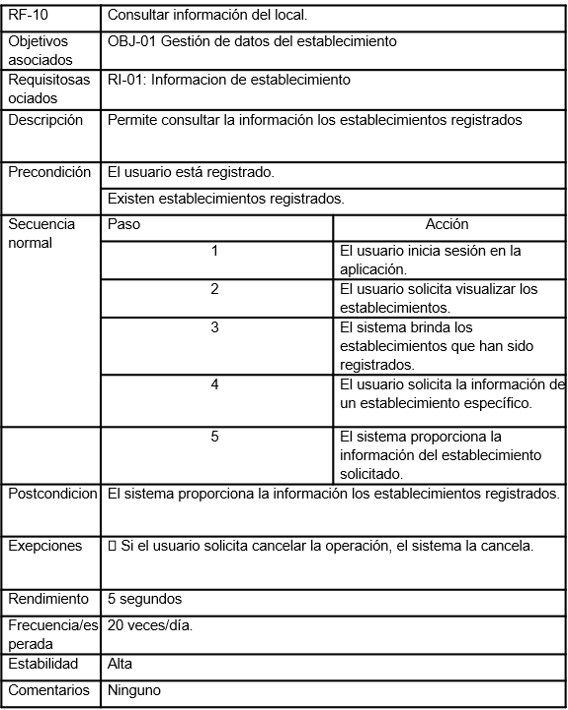 RF-10 Consultar información del local.
Objetivos OBJ-01 Gestión de datos del establecimiento
asociados
Requisitosas RI-01: Informacion de establecimiento
ociados
Descripción Permite consultar la información los establecimientos registrados
Precondición El usuario está registrado.
Existen establecimientos registrados.
Secuencia Paso Acción
normal
1 El usuario inicia sesión en la
aplicación.
2 El usuario solicita visualizar los
establecimientos.
3 El sistema brinda los
establecimientos que han sido
registrados.
4 El usuario solicita la información de
un establecimiento específico.
5 El sistema proporciona la
información del establecimiento
solicitado.
Postcondicion El sistema proporciona la información los establecimientos registrados.
Exepciones Si el usuario solicita cancelar la operación, el sistema la cancela.
Rendimiento 5 segundos
Frecuencia/es 20 veces/día.
perada
Estabilidad Alta
Comentarios Ninguno